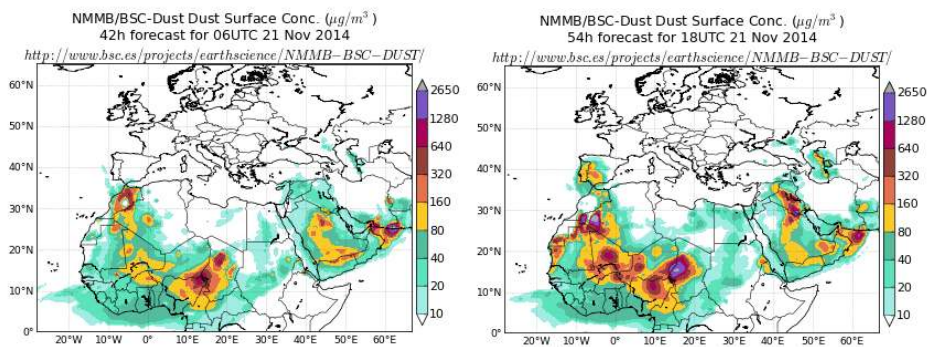 NMMB/BSC-Dust Dust Surface Conc. (μg/m³)
42h forecast for 06UTC 21 Nov 2014
http://www.bsc.es/projects/earthscience/NMMB-BSC-DUST/
60°N
50°N
40°N
30°N
20°N
10°N
0°
20°W
10°W
0°
10°E
20°E
30°E
40°E
50°E
60°E
2650
1280
640
320
160
80
40
20
10
NMMB/BSC-Dust Dust Surface Conc. (μg/m³)
54h forecast for 18UTC 21 Nov 2014
http://www.bsc.es/projects/earthscience/NMMB-BSC-DUST/
60°N
50°N
40°N
30°N
20°N
10°N
0°
20°W
10°W
0°
10°E
20°E
30°E
40°E
50°E
60°E
2650
1280
640
320
160
80
40
20
10